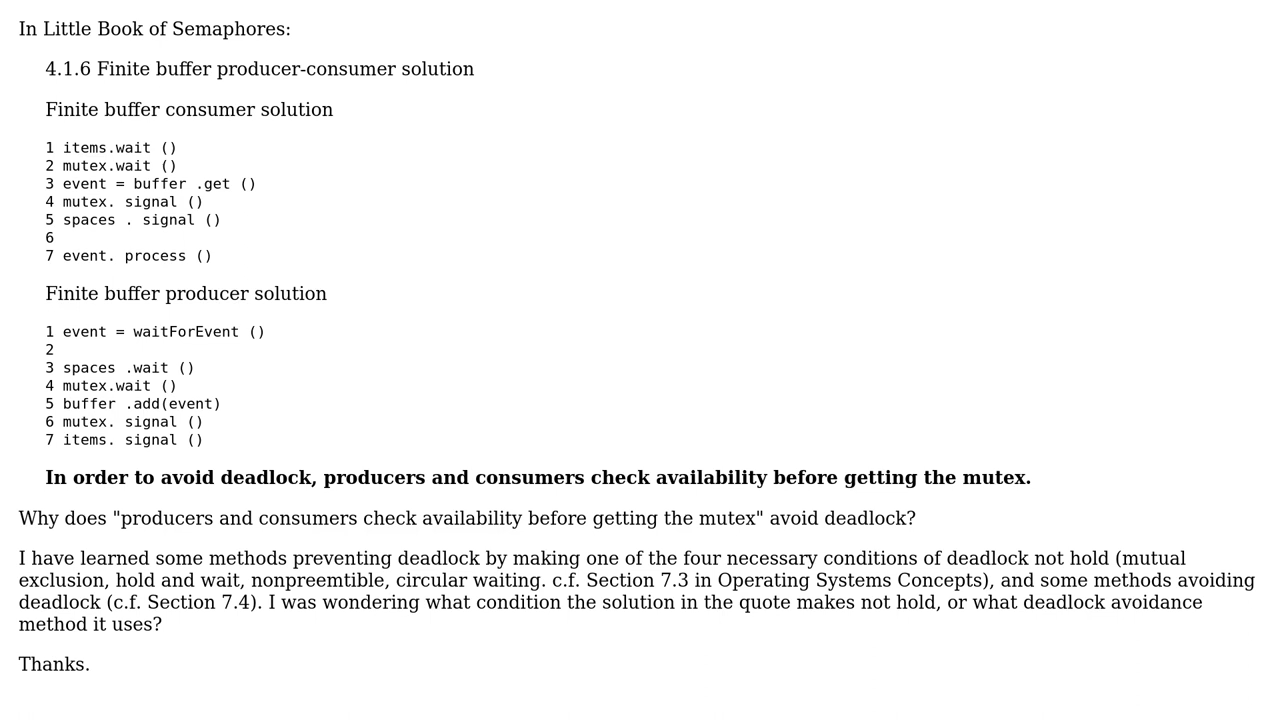 In Little Book of Semaphores:
4.1.6 Finite buffer producer-consumer solution
Finite buffer consumer solution
1 items.wait ()
2 mutex.wait ()
3 event = buffer .get ()
4 mutex. signal ()
5 spaces . signal ()
6
7 event. process ()
Finite buffer producer solution
1 event = waitForEvent ()
2
3 spaces .wait ()
4 mutex.wait ()
5 buffer .add(event)
6 mutex. signal ()
7 items. signal ()
In order to avoid deadlock, producers and consumers check availability before getting the mutex.
Why does "producers and consumers check availability before getting the mutex" avoid deadlock?
I have learned some methods preventing deadlock by making one of the four necessary conditions of deadlock not hold (mutual
exclusion, hold and wait, nonpreemtible, circular waiting. c.f. Section 7.3 in Operating Systems Concepts), and some methods avoiding
deadlock (c.f. Section 7.4). I was wondering what condition the solution in the quote makes not hold, or what deadlock avoidance
method it uses?
Thanks.